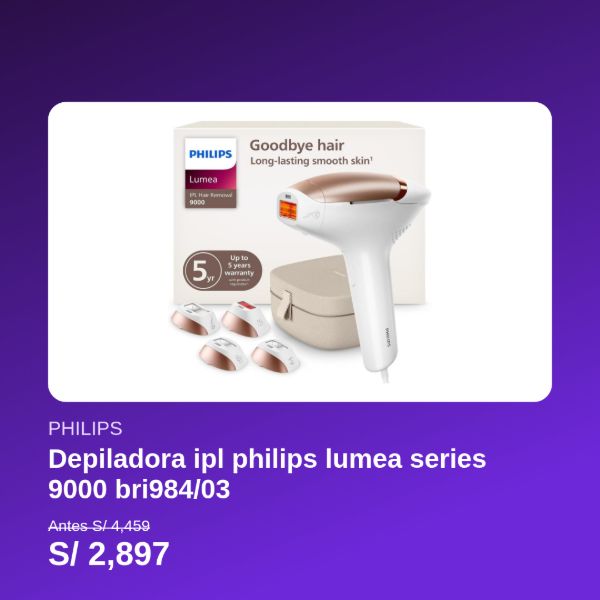 Goodbye hair
Long-lasting smooth skin¹
PHILIPS
Lumea
IPL Hair Removal
9000
5yr
Up to
5 years
warranty
PHILIPS
Depiladora ipl philips lumea series
9000 bri984/03
Antes S/ 4,459
S/ 2,897